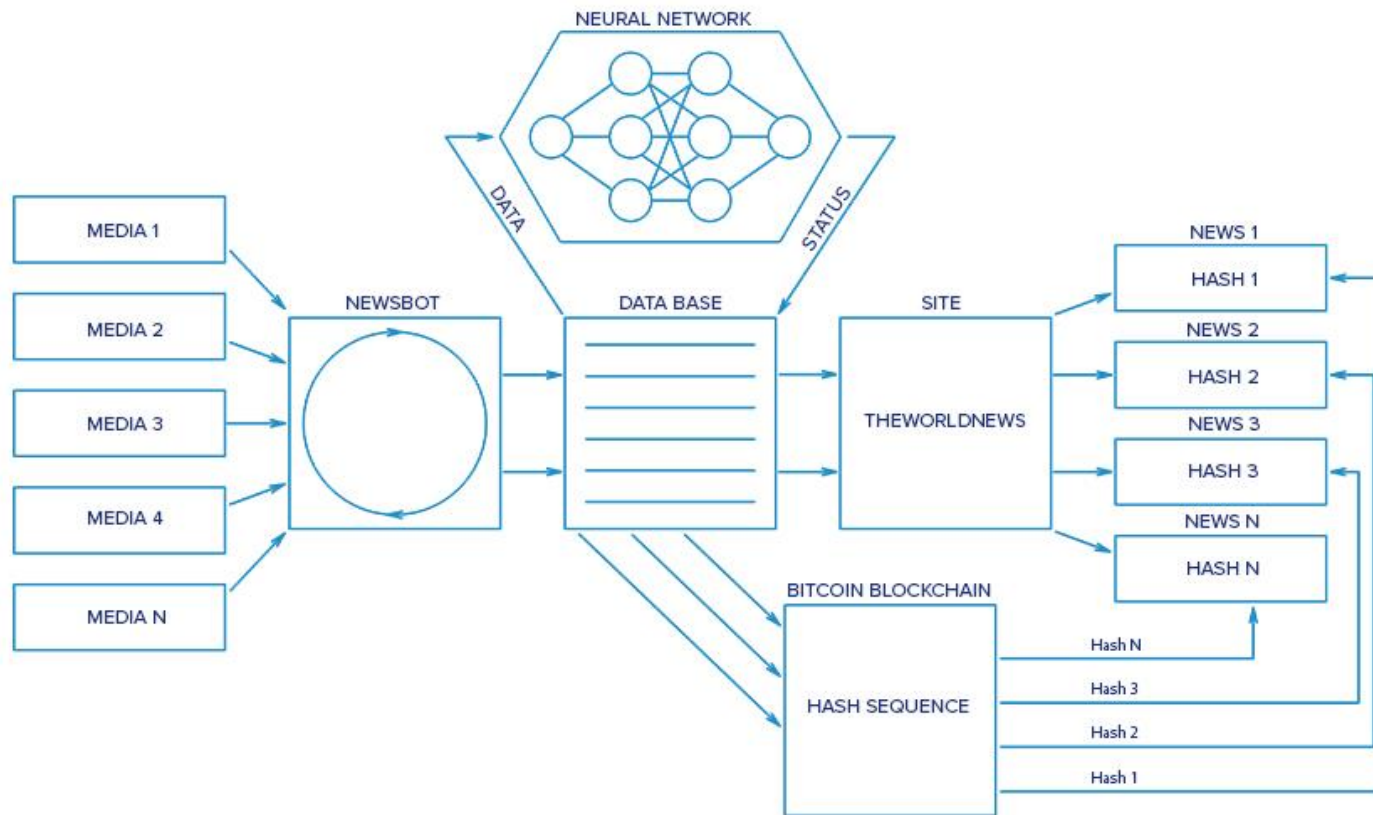 NEURAL NETWORK
DATA
STATUS
MEDIA 1
MEDIA 2
MEDIA 3
MEDIA 4
MEDIA N
NEWSBOT
DATA BASE
SITE
THEWORLDNEWS
NEWS 1
HASH 1
NEWS 2
HASH 2
NEWS 3
HASH 3
NEWS N
HASH N
BITCOIN BLOCKCHAIN
HASH SEQUENCE
Hash N
Hash 3
Hash 2
Hash 1